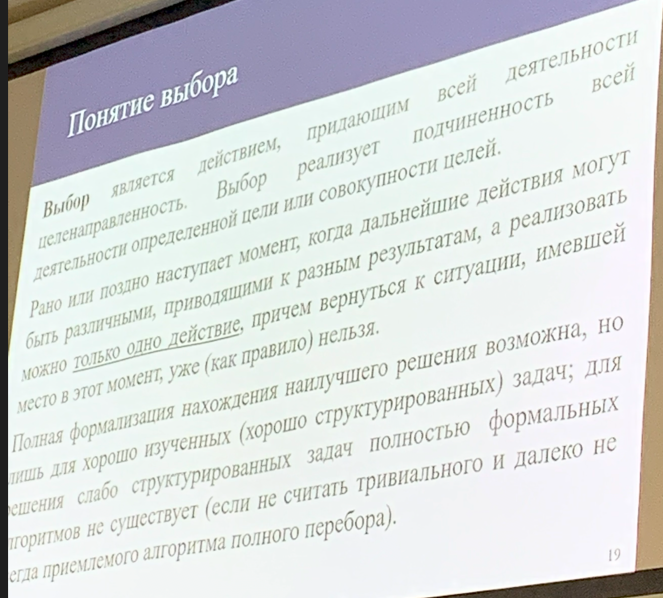 Понятие выбора
Выбор является действием, придающим всей деятельности
целенаправленность. Выбор реализует подчиненность всей
деятельности определенной цели или совокупности целей.
Рано или поздно наступает момент, когда дальнейшие действия могут
быть различными, приводящими к разным результатам, а реализовать
можно только одно действие, причем вернуться к ситуации, имевшей
место в этот момент, уже (как правило) нельзя.
Полная формализация нахождения наилучшего решения возможна, но
лишь для хорошо изученных (хорошо структурированных) задач; для
решения слабо структурированных задач полностью формальных
лгоритмов не существует (если не считать тривиального и далеко не
егда приемлемого алгоритма полного перебора).
19